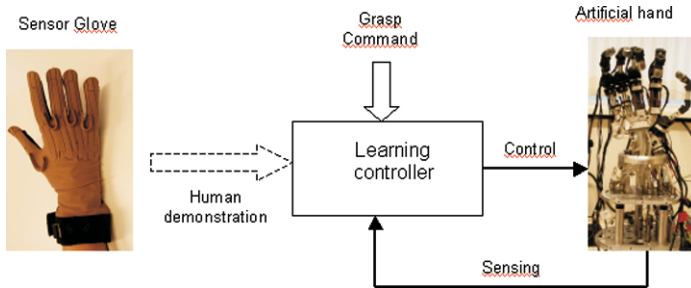 Sensor Glove
Grasp
Command
Artificial hand
Learning
controller
Control
Human
demonstration
Sensing